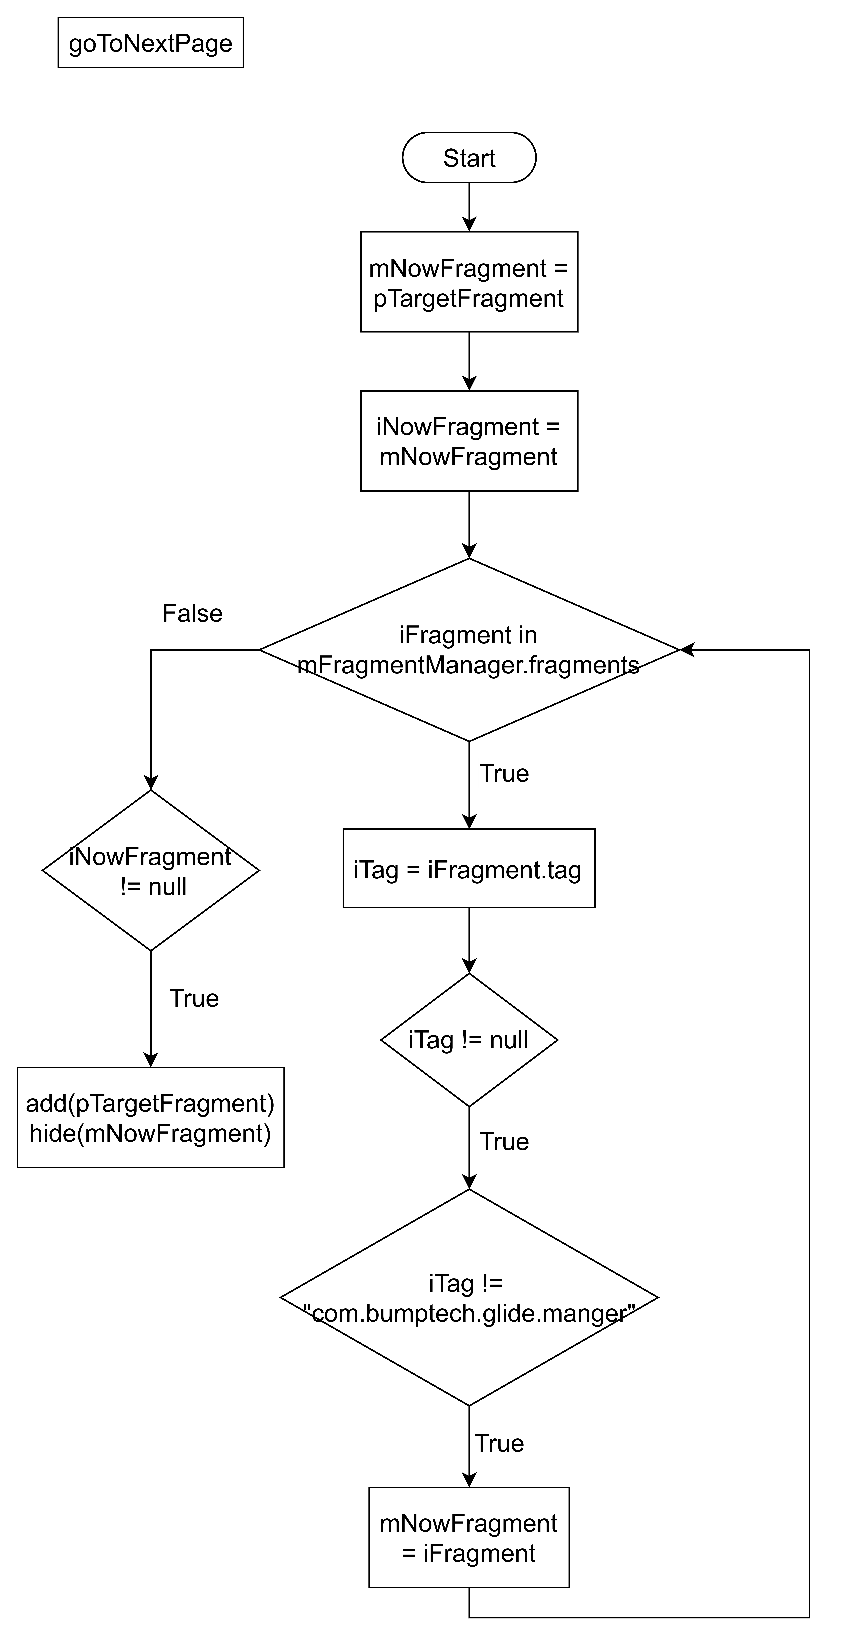 goToNextPage
Start
mNowFragment =
pTargetFragment
iNowFragment =
mNowFragment
False
iFragment in
mFragmentManager.fragments
True
iNowFragment
!= null
iTag = iFragment.tag
True
iTag != null
add(pTargetFragment)
hide(mNowFragment)
True
iTag !=
"com.bumptech.glide.manger"
True
mNowFragment
= iFragment